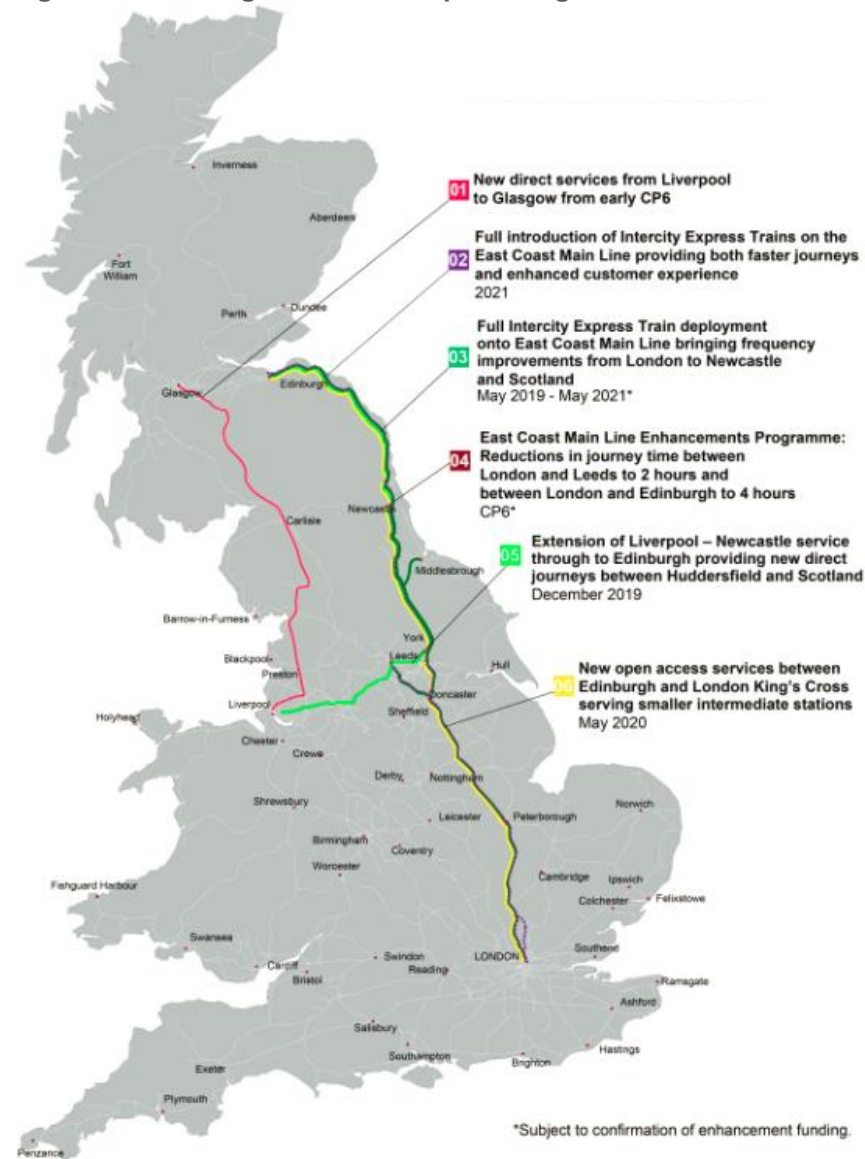 Inverness
Aberdeen
Fort
William
Perth
Dundee
Glasgow
Edinburgh
01
New direct services from Liverpool
to Glasgow from early CP6
02
Full introduction of Intercity Express Trains on the
East Coast Main Line providing both faster journeys
and enhanced customer experience
2021
03
Full Intercity Express Train deployment
onto East Coast Main Line bringing frequency
improvements from London to Newcastle
and Scotland
May 2019 - May 2021*
04
East Coast Main Line Enhancements Programme:
Reductions in journey time between
London and Leeds to 2 hours and
between London and Edinburgh to 4 hours
CP6*
05
Extension of Liverpool – Newcastle service
through to Edinburgh providing new direct
journeys between Huddersfield and Scotland
December 2019
06
New open access services between
Edinburgh and London King's Cross
serving smaller intermediate stations
May 2020
Newcastle
Carlisle
Middlesbrough
Barrow-in-Furness
York
Leeds
Hull
Blackpool
Preston
Liverpool
Doncaster
Sheffield
Holyhead
Chester
Crewe
Derby
Nottingham
Shrewsbury
Leicester
Peterborough
Norwich
Birmingham
Coventry
Worcester
Cambridge
Ipswich
Fishguard Harbour
Colchester
Felixstowe
Swansea
Cardiff
Bristol
Swindon
Reading
LONDON
Southend
Ramsgate
Ashford
Salisbury
Southampton
Brighton
Hastings
Exeter
Plymouth
Penzance
*Subject to confirmation of enhancement funding.